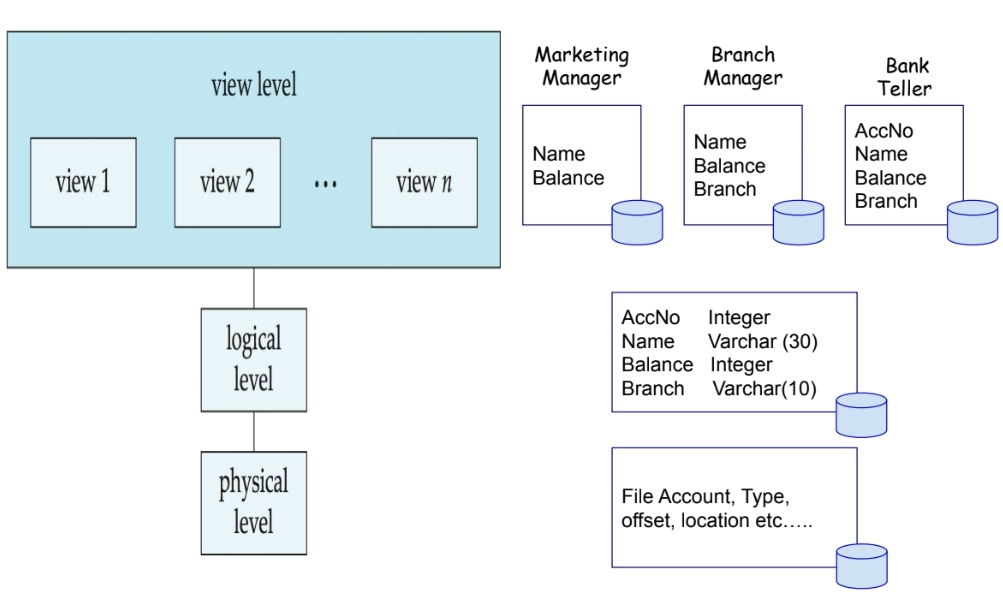 view level
view 1
view 2
...
view n
logical
level
physical
level
Marketing
Manager
Name
Balance
Branch
Manager
Name
Balance
Branch
Bank
Teller
AccNo
Name
Balance
Branch
AccNo Integer
Name Varchar (30)
Balance Integer
Branch Varchar(10)
File Account, Type,
offset, location etc…..